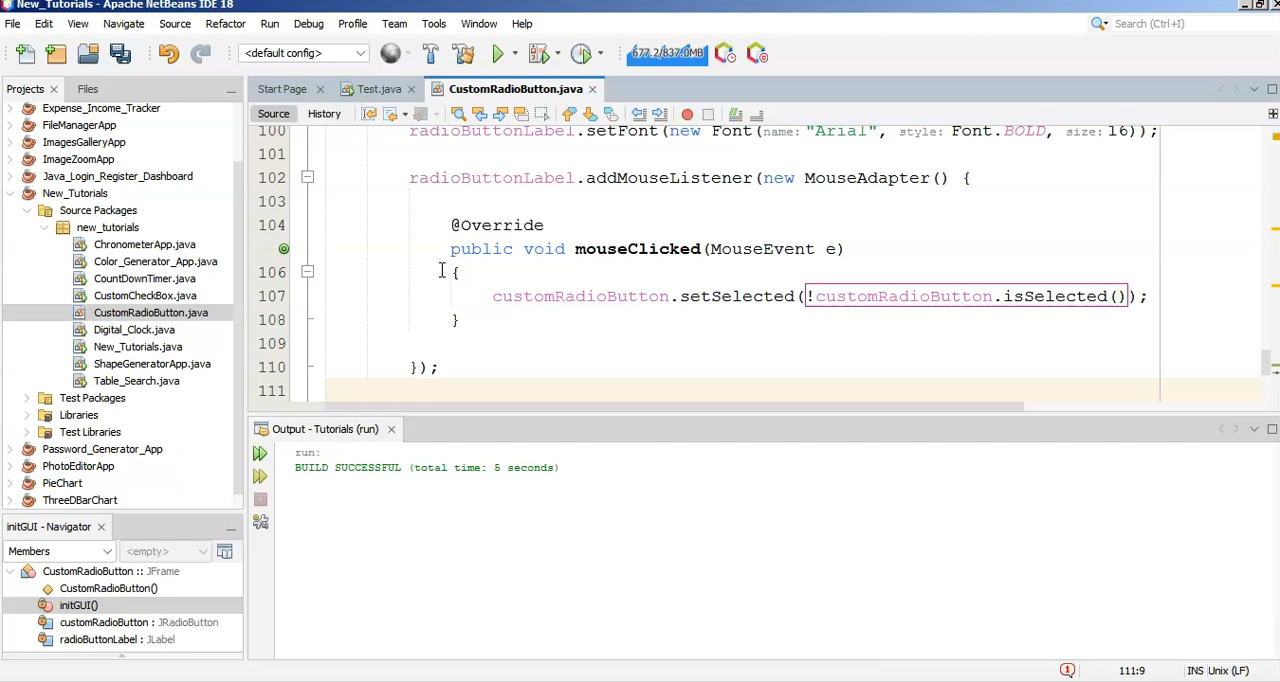 New_Tutorials - Apache NetBeans IDE 18
File Edit View Navigate Source Refactor Run Debug Profile Team Tools Window Help
Search (Ctrl+I)
<default config>
677.2/837.0MB
Projects Files
Start Page Test.java CustomRadioButton.java
Source History
Expense_Income_Tracker
FileManagerApp
ImagesGalleryApp
ImageZoomApp
Java_Login_Register_Dashboard
New_Tutorials
Source Packages
new_tutorials
ChronometerApp.java
Color_Generator_App.java
CountDownTimer.java
CustomCheckBox.java
CustomRadioButton.java
Digital_Clock.java
New_Tutorials.java
ShapeGeneratorApp.java
Table_Search.java
Test Packages
Libraries
Test Libraries
Password_Generator_App
PhotoEditorApp
PieChart
ThreeDBarChart
100 radioButtonLabel.setFont(new Font(name:"Arial", style: Font.BOLD, size:16));
101
102 radioButtonLabel.addMouseListener(new MouseAdapter() {
103
104 @Override
public void mouseClicked(MouseEvent e)
106 {
107 customRadioButton.setSelected(!customRadioButton.isSelected());
108 }
109
110 });
111
Output - Tutorials (run)
run:
BUILD SUCCESSFUL (total time: 5 seconds)
initGUI - Navigator
Members <empty>
CustomRadioButton :: JFrame
CustomRadioButton()
initGUI()
customRadioButton : JRadioButton
radioButtonLabel : JLabel
1 111:9 INS Unix (LF)